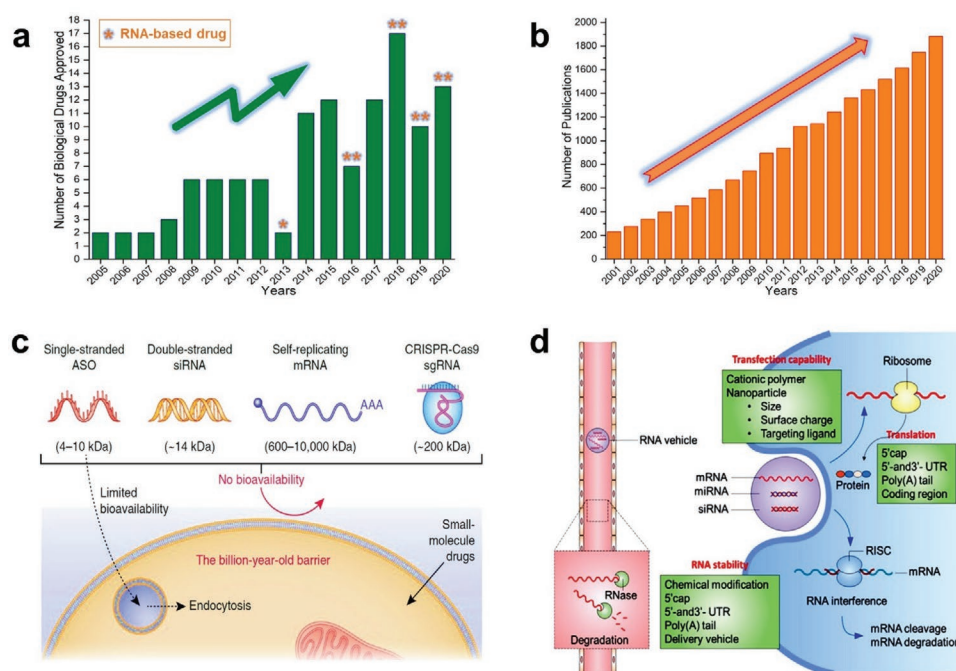 a
* RNA-based drug
Number of Biological Drugs Approved
18
17
16
14
13
12
11
10
9
8
7
6
5
4
3
2
1
0
**
**
**
**
*
2005
2006
2007
2008
2009
2010
2011
2012
2013
2014
2015
2016
2017
2018
2019
2020
Years
b
Number of Publications
1800
1600
1400
1200
1000
800
600
400
200
2001
2002
2003
2004
2005
2006
2007
2008
2009
2010
2011
2012
2013
2014
2015
2016
2017
2018
2019
2020
Years
c
Single-stranded
ASO
Double-stranded
siRNA
Self-replicating
mRNA
CRISPR-Cas9
sgRNA
AAA
(4–10 kDa)
(~14 kDa)
(600–10,000 kDa)
(~200 kDa)
No bioavailability
Limited
bioavailability
Small-
molecule
drugs
The billion-year-old barrier
Endocytosis
d
Transfection capability
Cationic polymer
Nanoparticle
• Size
• Surface charge
• Targeting ligand
Ribosome
RNA vehicle
Translation
5'cap
5'-and3'- UTR
Poly(A) tail
Coding region
Protein
mRNA
miRNA
siRNA
RISC
mRNA
RNA stability
Chemical modification
5'cap
5'-and3'- UTR
Poly(A) tail
Delivery vehicle
RNase
Degradation
RNA interference
mRNA cleavage
mRNA degradation